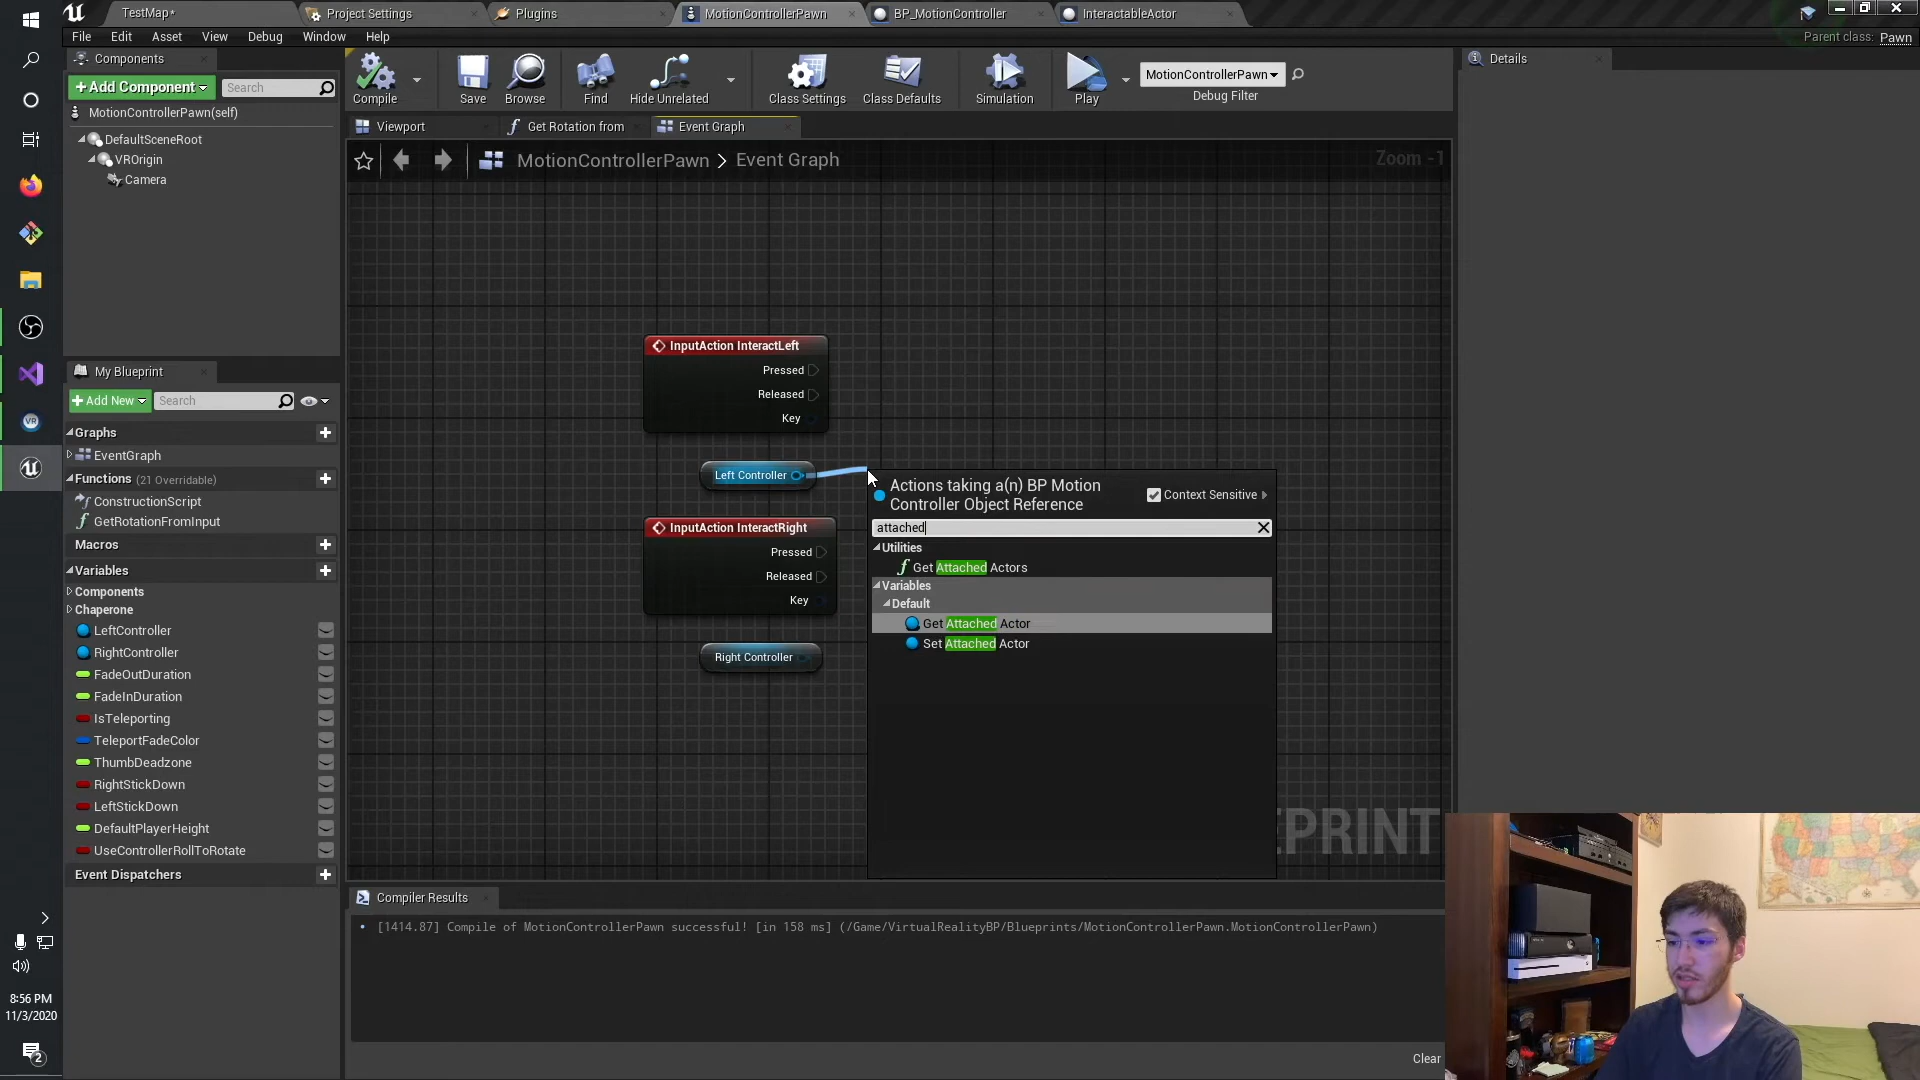 TestMap*
Project Settings
Plugins
MotionControllerPawn
BP_MotionController
InteractableActor
File
Edit
Asset
View
Debug
Window
Help
Parent class: Pawn
Components
+Add Component
Search
MotionControllerPawn(self)
DefaultSceneRoot
VROrigin
Camera
Compile
Save
Browse
Find
Hide Unrelated
Class Settings
Class Defaults
Simulation
Play
MotionControllerPawn
Debug Filter
Details
Viewport
Get Rotation from
Event Graph
MotionControllerPawn > Event Graph
Zoom -1
InputAction InteractLeft
Pressed
Released
Key
Left Controller
InputAction InteractRight
Pressed
Released
Key
Right Controller
Actions taking a(n) BP Motion
Controller Object Reference
Context Sensitive
attached
Utilities
Get Attached Actors
Variables
Default
Get Attached Actor
Set Attached Actor
EPRINT
My Blueprint
+Add New
Search
Graphs
EventGraph
Functions (21 Overridable)
ConstructionScript
GetRotationFromInput
Macros
Variables
Components
Chaperone
LeftController
RightController
FadeOutDuration
FadeInDuration
IsTeleporting
TeleportFadeColor
ThumbDeadzone
RightStickDown
LeftStickDown
DefaultPlayerHeight
UseControllerRollToRotate
Event Dispatchers
Compiler Results
[1414.87] Compile of MotionControllerPawn successful! [in 158 ms] (/Game/VirtualRealityBP/Blueprints/MotionControllerPawn.MotionControllerPawn)
Clear
VR
8:56 PM
11/3/2020
2